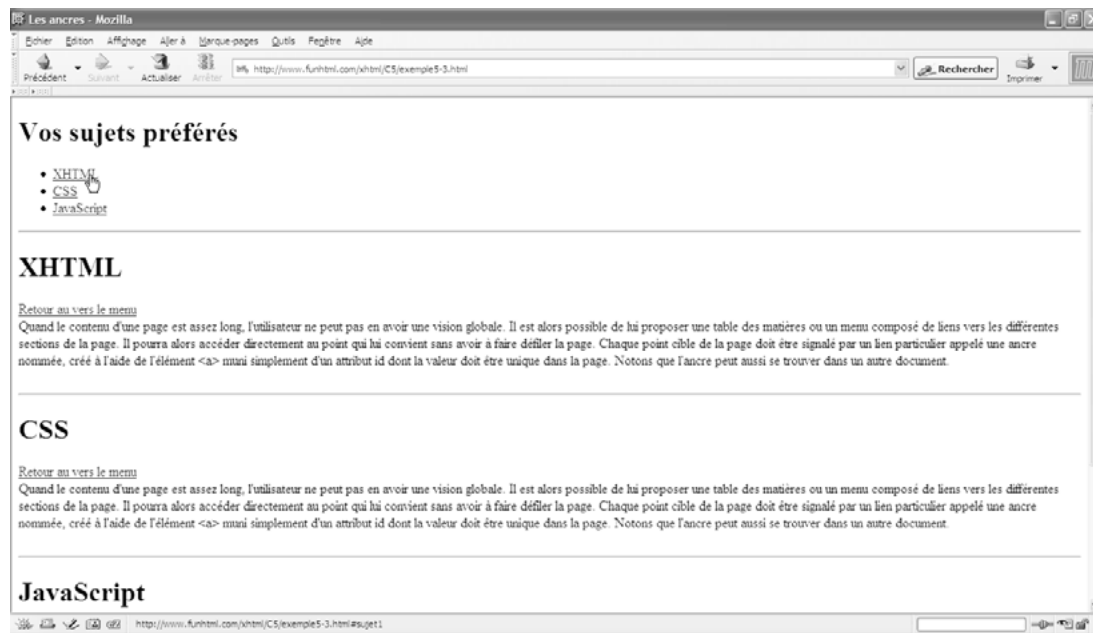 Les ancres - Mozilla
Fichier Edition Affichage Aller à Marque-pages Outils Fenêtre Aide
Précédent Suivant Actualiser Arrêter http://www.funhtml.com/xhtml/C5/exemple5-3.html Rechercher Imprimer
Vos sujets préférés
• XHTML
• CSS
• JavaScript
XHTML
Retour au vers le menu
Quand le contenu d'une page est assez long, l'utilisateur ne peut pas en avoir une vision globale. Il est alors possible de lui proposer une table des matières ou un menu composé de liens vers les différentes
sections de la page. Il pourra alors accéder directement au point qui lui convient sans avoir à faire défiler la page. Chaque point cible de la page doit être signalé par un lien particulier appelé une ancre
nommée, créé à l'aide de l'élément <a> muni simplement d'un attribut id dont la valeur doit être unique dans la page. Notons que l'ancre peut aussi se trouver dans un autre document.
CSS
Retour au vers le menu
Quand le contenu d'une page est assez long, l'utilisateur ne peut pas en avoir une vision globale. Il est alors possible de lui proposer une table des matières ou un menu composé de liens vers les différentes
sections de la page. Il pourra alors accéder directement au point qui lui convient sans avoir à faire défiler la page. Chaque point cible de la page doit être signalé par un lien particulier appelé une ancre
nommée, créé à l'aide de l'élément <a> muni simplement d'un attribut id dont la valeur doit être unique dans la page. Notons que l'ancre peut aussi se trouver dans un autre document.
JavaScript
http://www.funhtml.com/xhtml/C5/exemple5-3.html#sujet1